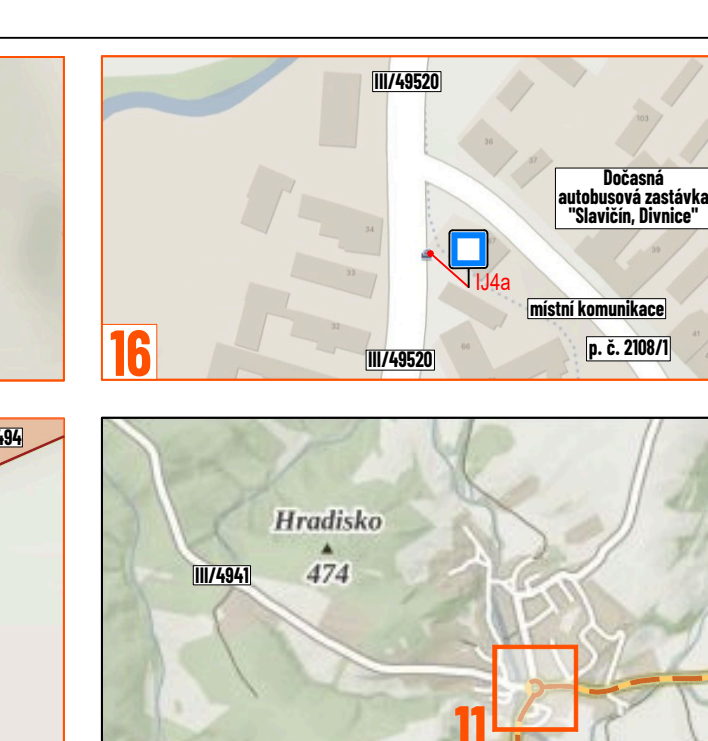 III/49520
103
36
37
Dočasná
autobusová zastávka
"Slavičín, Divnice"
34
39
IJ4a
33
místní komunikace
32
41
66
p. č. 2108/1
16
III/49520
494
Hradisko
474
III/4941
11